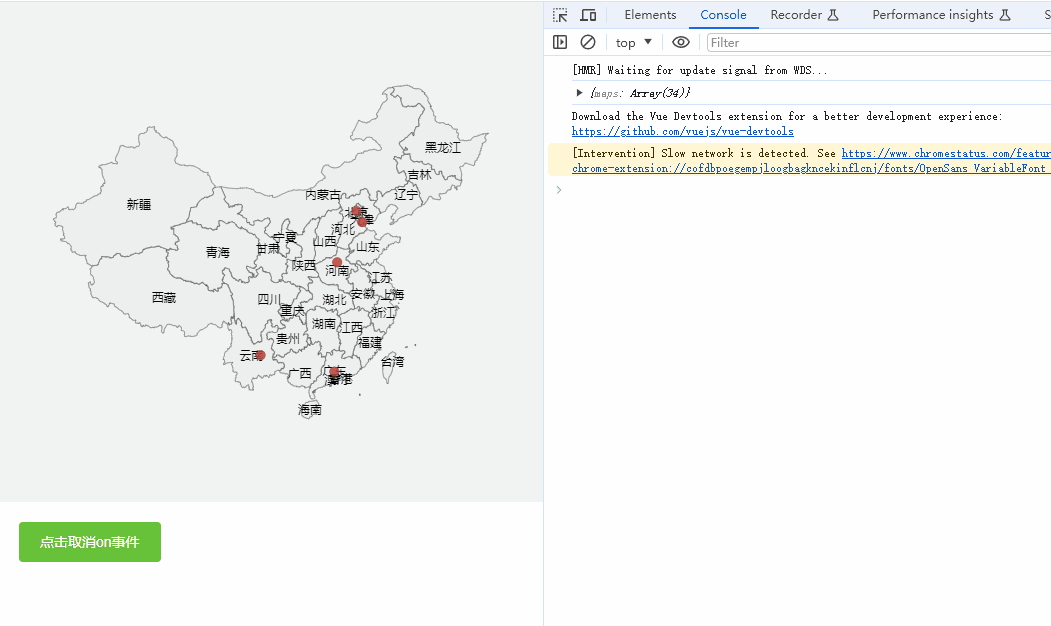 Elements Console Recorder Performance insights S
top Filter
[HMR] Waiting for update signal from WDS...
{maps: Array(34)}
Download the Vue Devtools extension for a better development experience:
https://github.com/vuejs/vue-devtools
[Intervention] Slow network is detected. See https://www.chromestatus.com/featur
chrome-extension://cofdbpoegempjloogbagkncekinflcnj/fonts/OpenSans_VariableFont_
黑龙江
吉林
辽宁
内蒙古
新疆
北京
河北
宁夏
山西
山东
甘肃
青海
陕西
河南
江苏
西藏
四川
湖北
安徽
上海
重庆
浙江
湖南
江西
贵州
福建
云南
台湾
广西
广东
海南
点击取消on事件